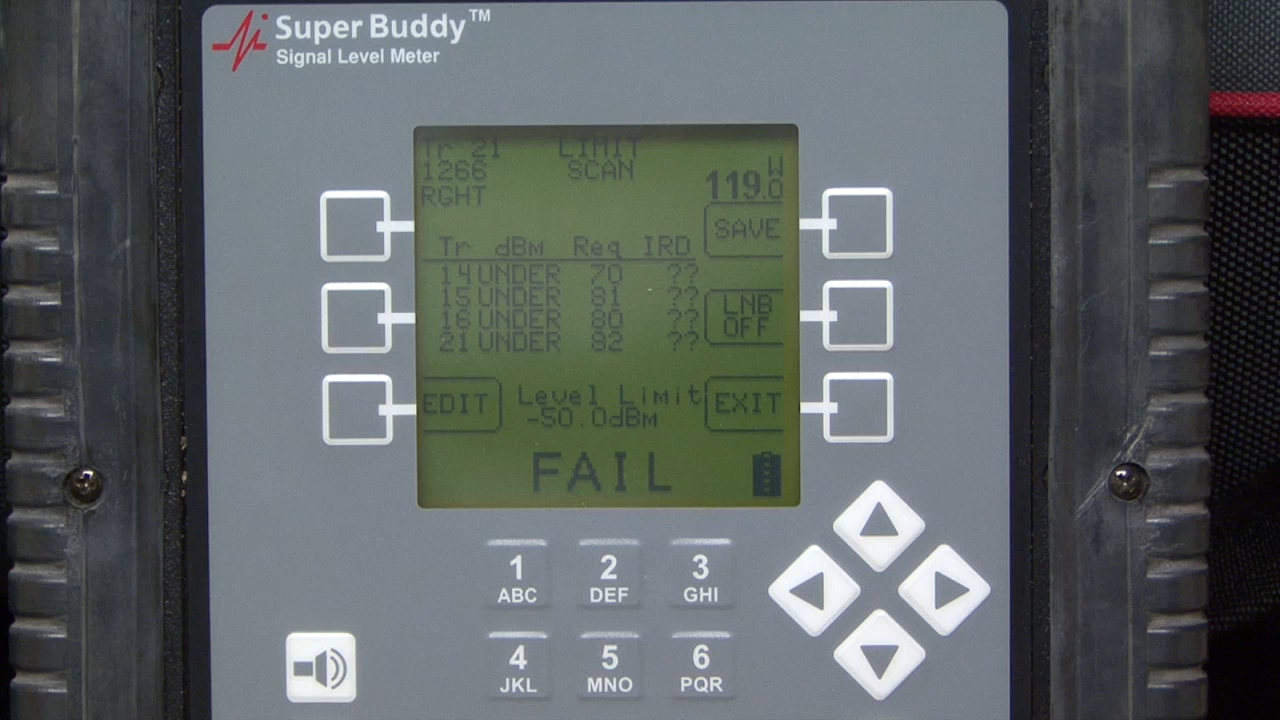 Super Buddy™
Signal Level Meter
Tr 21 LIMIT
1266 SCAN
RGHT
119.0 W
SAVE
Tr dBm Req IRD
14 UNDER 70 ??
15 UNDER 81 ??
16 UNDER 80 ??
21 UNDER 82 ??
LNB
OFF
EDIT
Level Limit
-50.0dBm
EXIT
FAIL
1 2 3
ABC DEF GHI
4 5 6
JKL MNO PQR